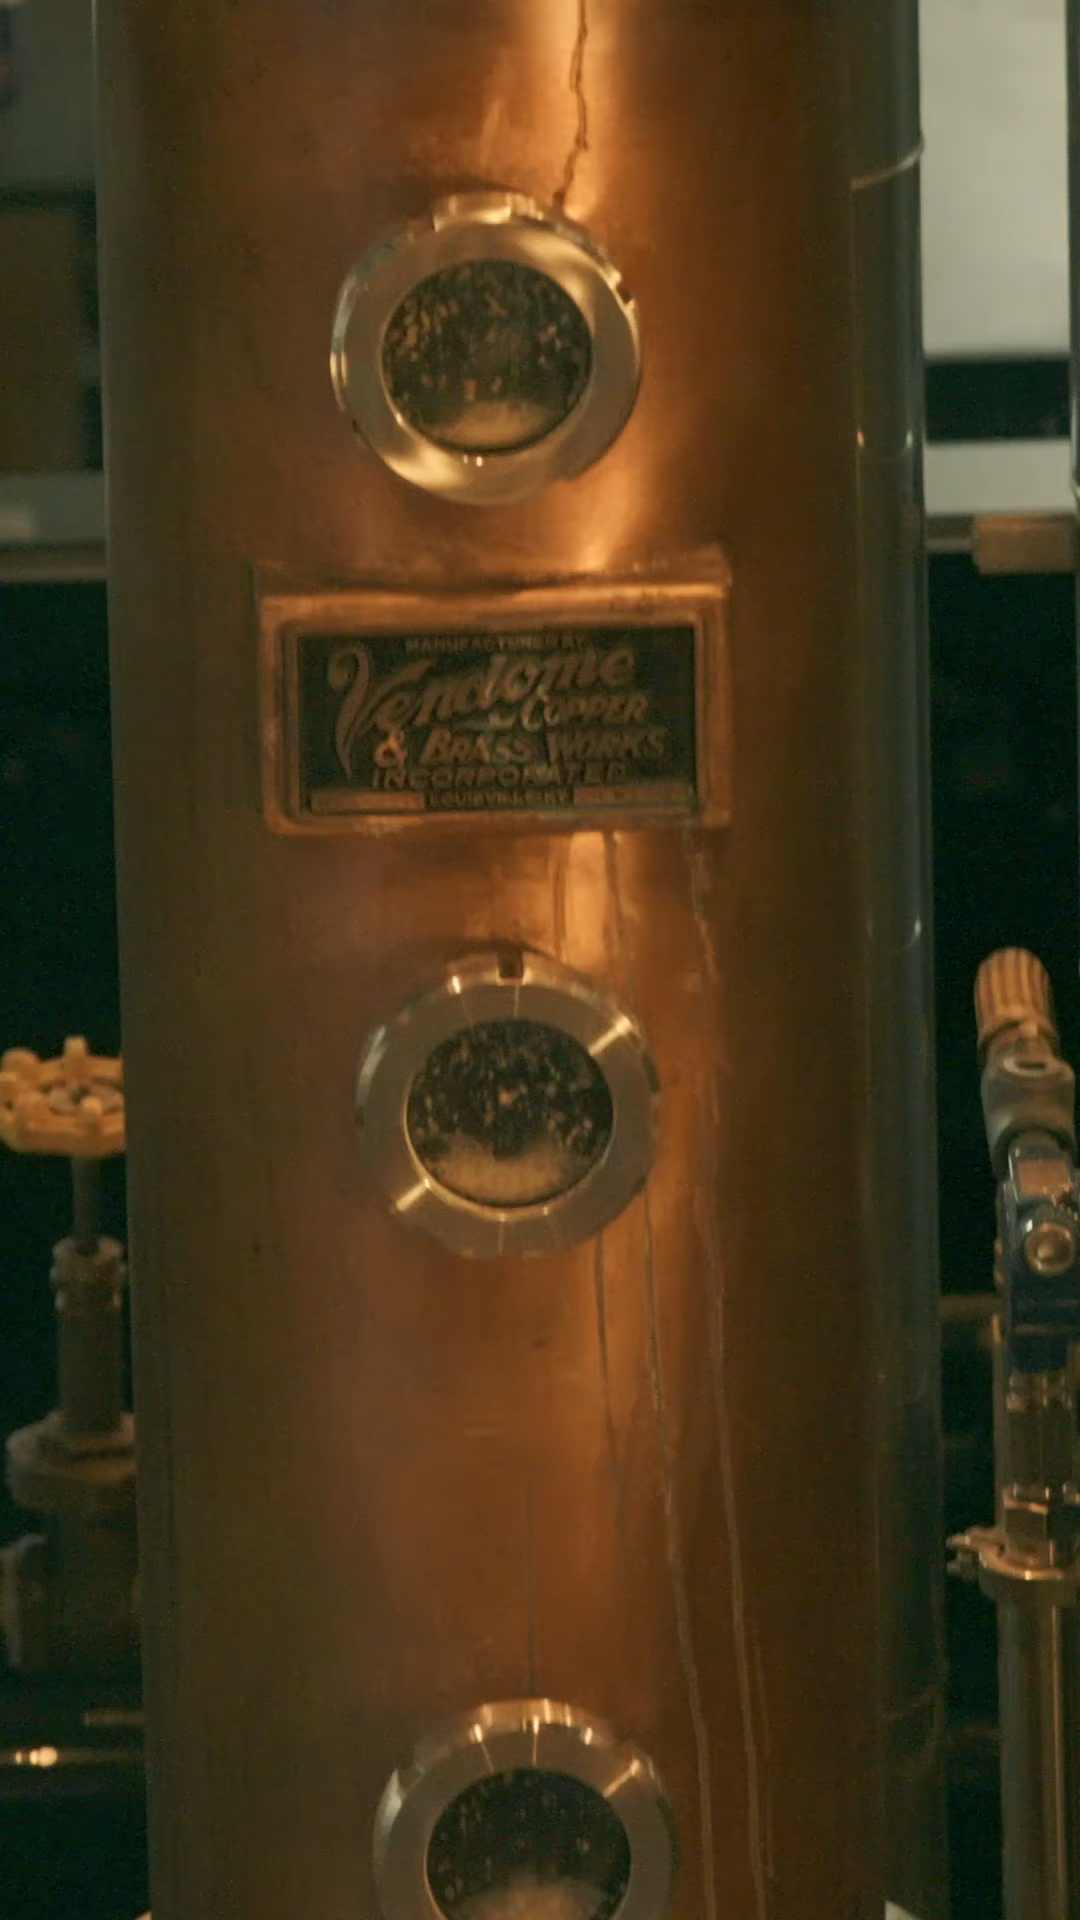 MANUFACTURED BY
Vendome
COPPER
& BRASS WORKS
INCORPORATED
LOUISVILLE, KY.